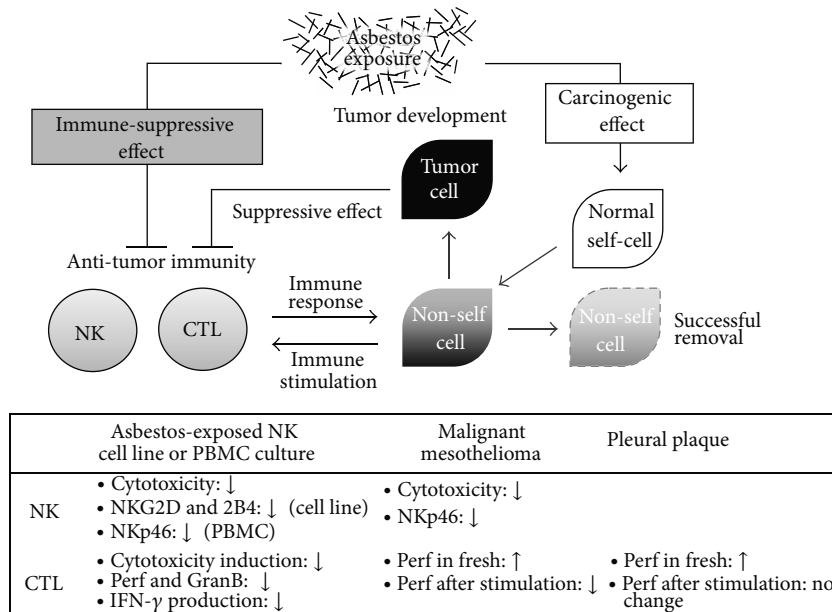 Asbestos
exposure
Immune-suppressive
effect
Tumor development
Carcinogenic
effect
Tumor
cell
Suppressive effect
Normal
self-cell
Anti-tumor immunity
NK
CTL
Immune
response
Immune
stimulation
Non-self
cell
Non-self
cell
Successful
removal
Asbestos-exposed NK
cell line or PBMC culture
Malignant
mesothelioma
Pleural plaque
NK
• Cytotoxicity: ↓
• NKG2D and 2B4: ↓ (cell line)
• NKp46: ↓ (PBMC)
• Cytotoxicity: ↓
• NKp46: ↓
CTL
• Cytotoxicity induction: ↓
• Perf and GranB: ↓
• IFN-γ production: ↓
• Perf in fresh: ↑
• Perf after stimulation: ↓
• Perf in fresh: ↑
• Perf after stimulation: no
change